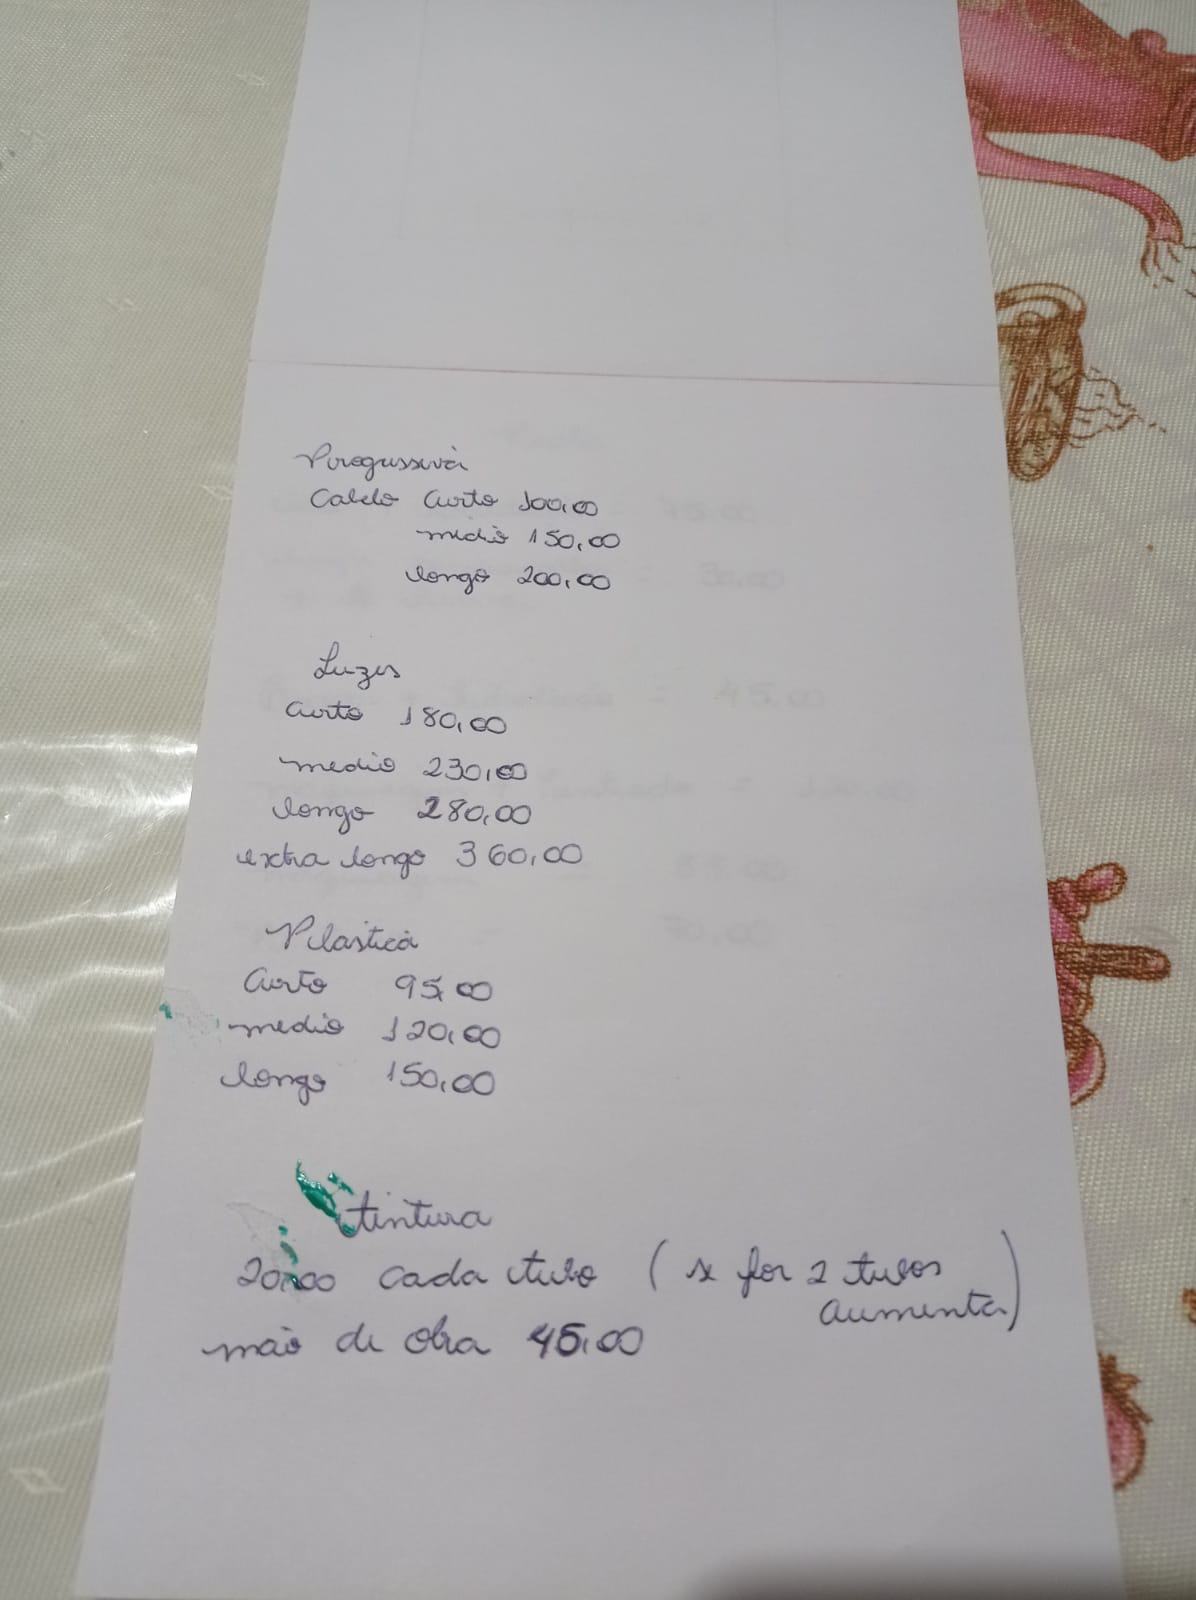 Progressiva
Cabelo Curto 100,00
médio 150,00
longo 200,00
Luzes
Curto 180,00
medio 230,00
longo 280,00
extra longo 360,00
Plastica
Curto 95,00
medio 120,00
longo 150,00
tintura
20,00 cada tubo ( se for 2 tubos
aumenta)
mão de obra 45,00